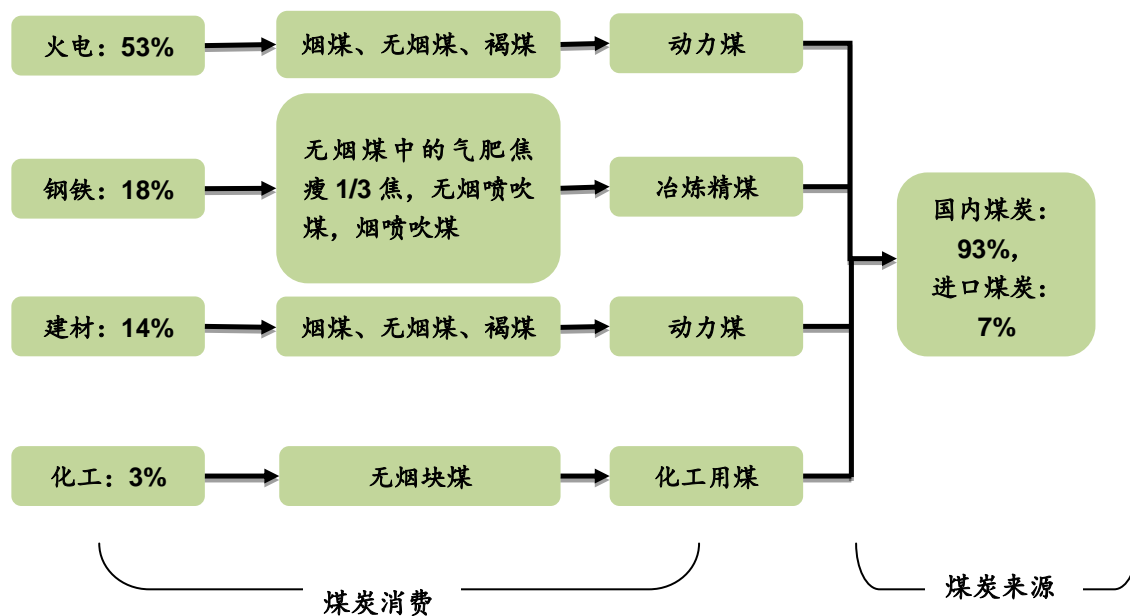 火电：53%
烟煤、无烟煤、褐煤
动力煤
钢铁：18%
无烟煤中的气肥焦
瘦 1/3 焦，无烟喷吹
煤，烟喷吹煤
冶炼精煤
国内煤炭：
93%，
进口煤炭：
7%
建材：14%
烟煤、无烟煤、褐煤
动力煤
化工：3%
无烟块煤
化工用煤
煤炭消费
煤炭来源